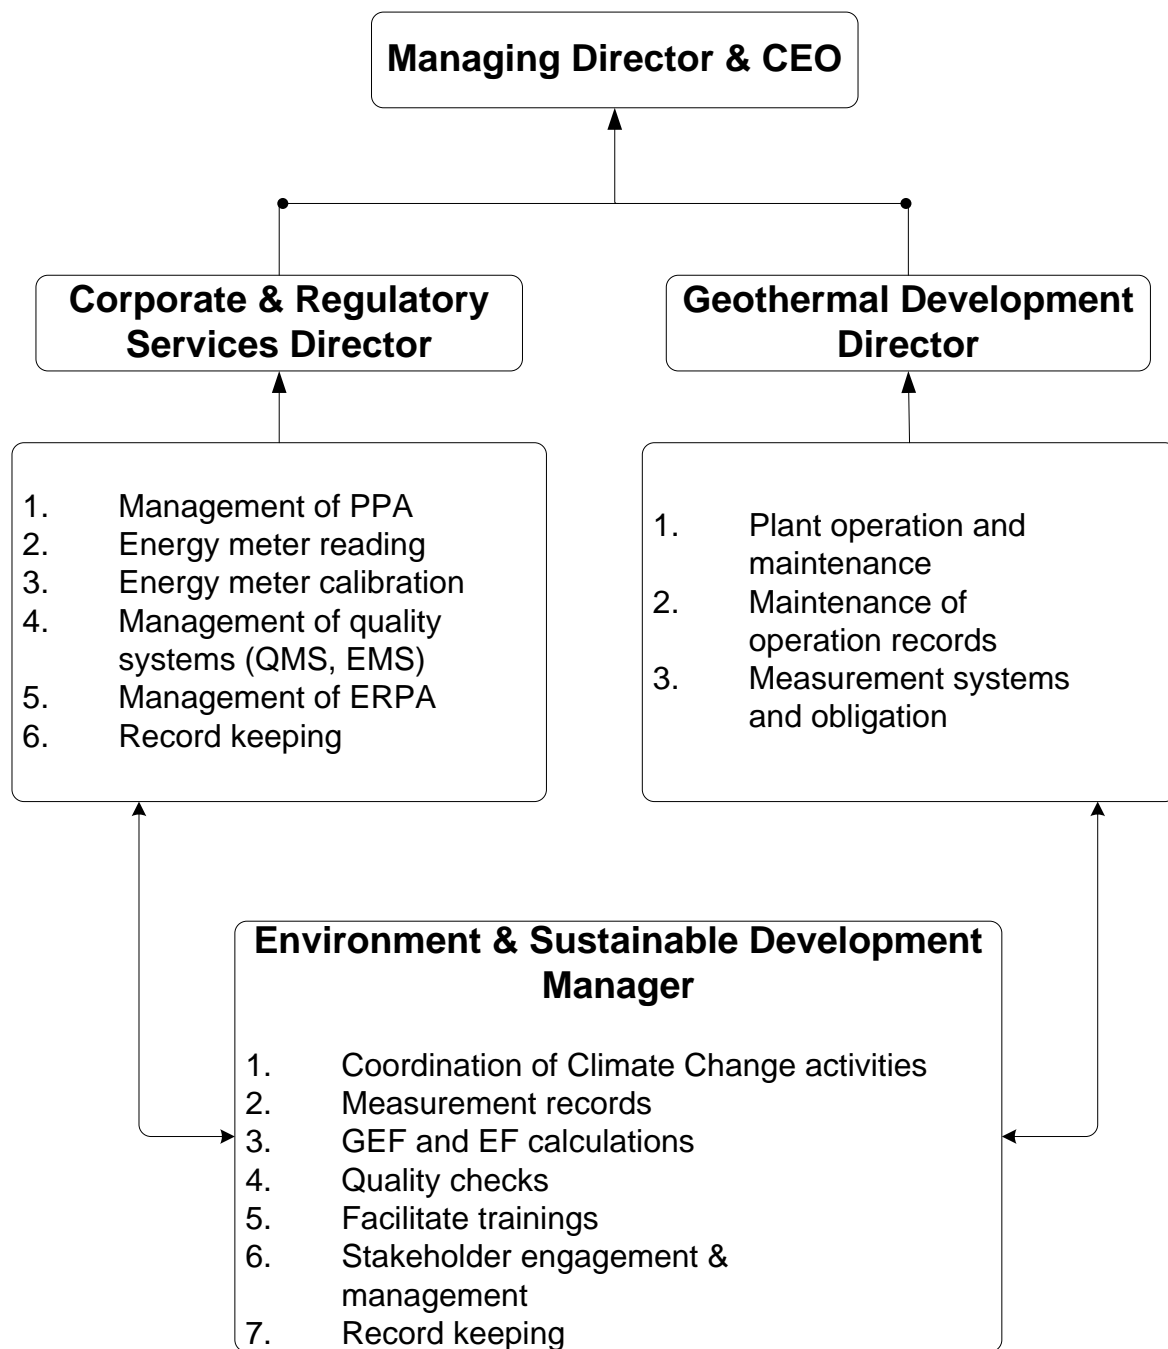 Managing Director & CEO
Corporate & Regulatory
Services Director
Geothermal Development
Director
1. Management of PPA
2. Energy meter reading
3. Energy meter calibration
4. Management of quality
systems (QMS, EMS)
5. Management of ERPA
6. Record keeping
1. Plant operation and
maintenance
2. Maintenance of
operation records
3. Measurement systems
and obligation
Environment & Sustainable Development
Manager
1. Coordination of Climate Change activities
2. Measurement records
3. GEF and EF calculations
4. Quality checks
5. Facilitate trainings
6. Stakeholder engagement &
management
7. Record keeping